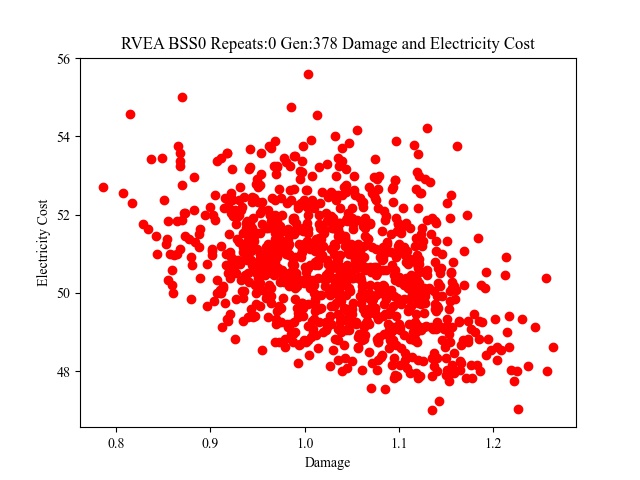 RVEA BSS0 Repeats:0 Gen:378 Damage and Electricity Cost
56
54
52
50
48
Electricity Cost
0.8 0.9 1.0 1.1 1.2
Damage